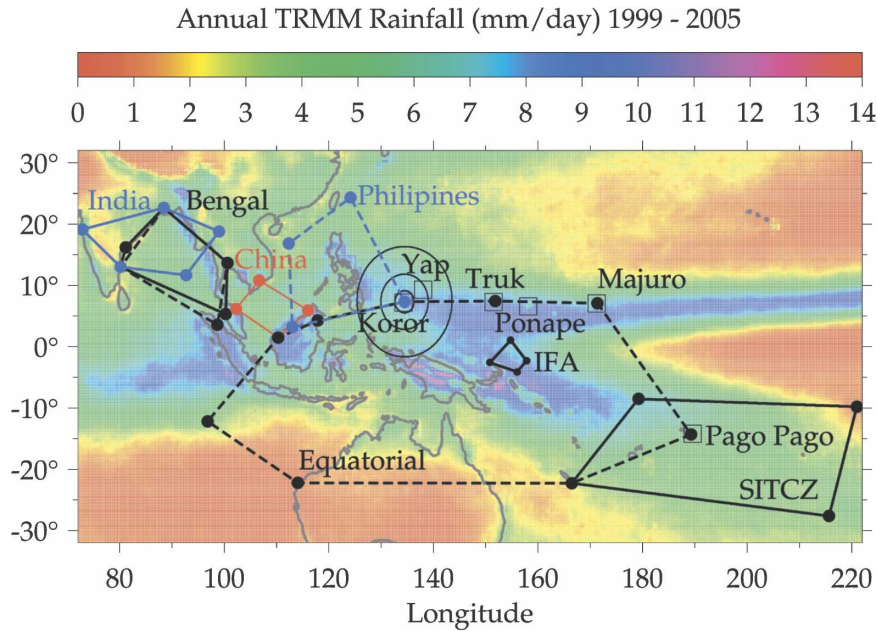 Annual TRMM Rainfall (mm/day) 1999 - 2005
0 1 2 3 4 5 6 7 8 9 10 11 12 13 14
30°
20°
10°
0°
-10°
-20°
-30°
India
Bengal
Philipines
China
Yap
Koror
Truk
Majuro
Ponape
IFA
Pago Pago
Equatorial
SITCZ
80 100 120 140 160 180 200 220
Longitude